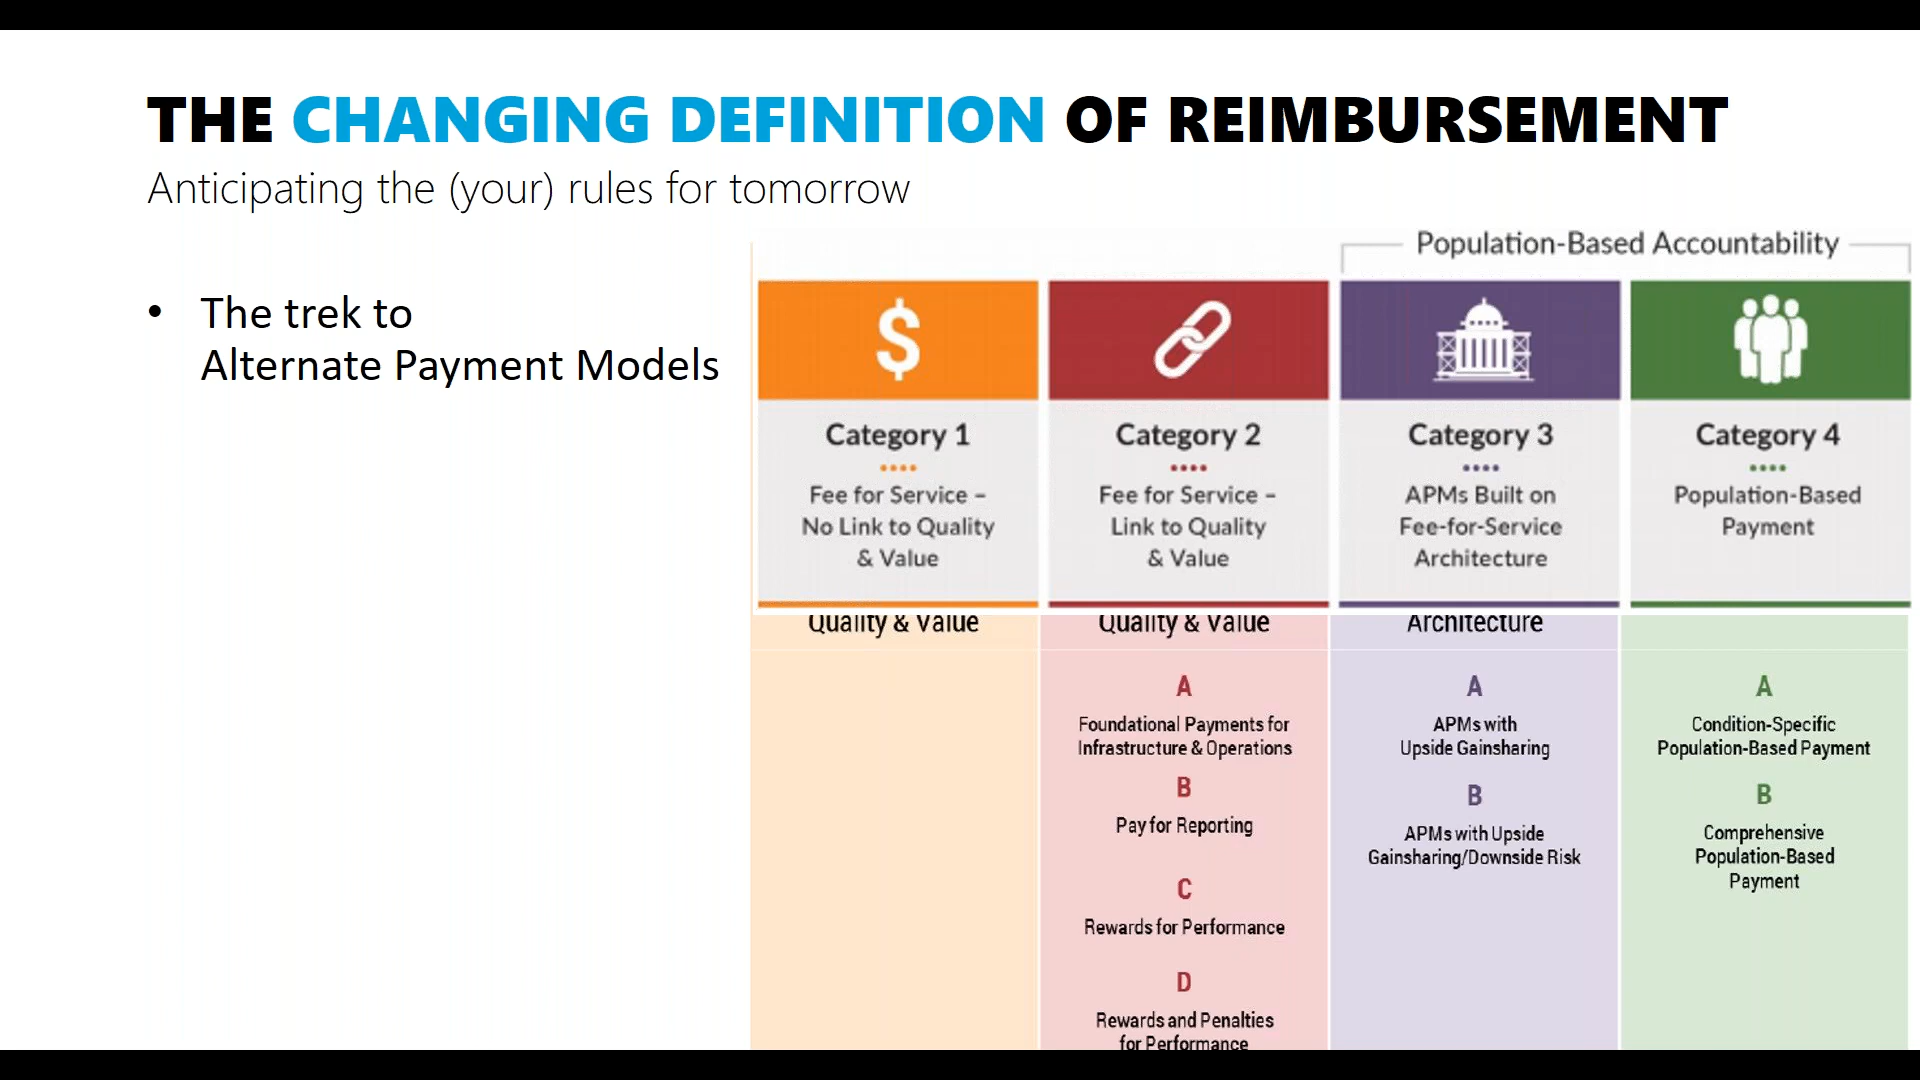 THE CHANGING DEFINITION OF REIMBURSEMENT
Anticipating the (your) rules for tomorrow
• The trek to
Alternate Payment Models
Population-Based Accountability
$
Category 1
Fee for Service –
No Link to Quality
& Value
Quality & Value
Category 2
Fee for Service –
Link to Quality
& Value
Quality & Value
A
Foundational Payments for
Infrastructure & Operations
B
Pay for Reporting
C
Rewards for Performance
D
Rewards and Penalties
for Performance
Category 3
APMs Built on
Fee-for-Service
Architecture
Architecture
A
APMs with
Upside Gainsharing
B
APMs with Upside
Gainsharing/Downside Risk
Category 4
Population-Based
Payment
A
Condition-Specific
Population-Based Payment
B
Comprehensive
Population-Based
Payment